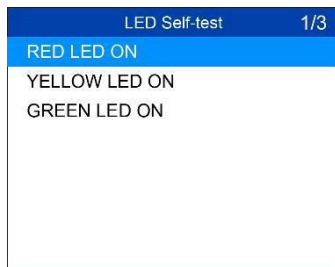 LED Self-test 1/3
RED LED ON
YELLOW LED ON
GREEN LED ON